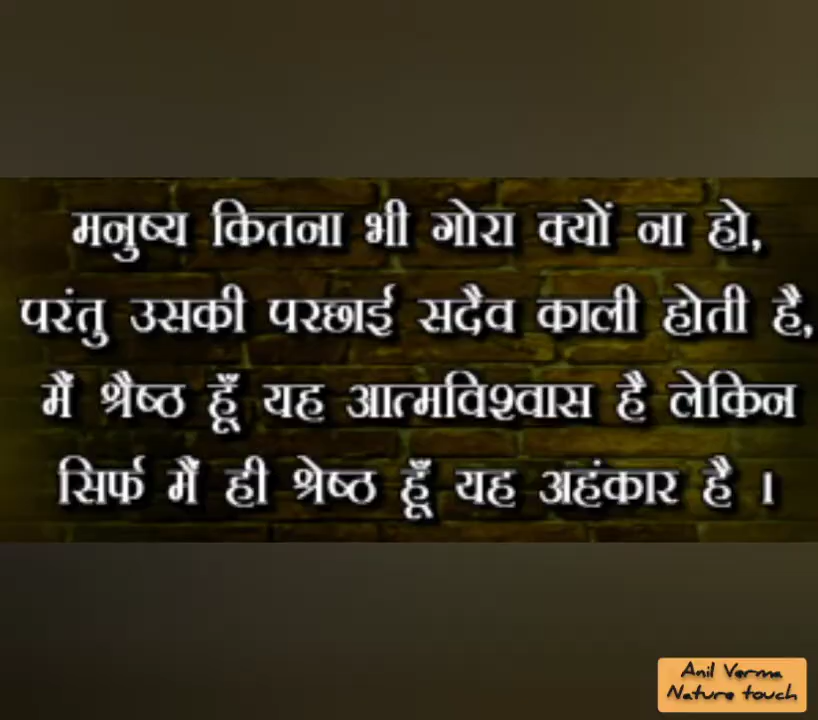 मनुष्य कितना भी गोरा क्यों ना हो,
परंतु उसकी परछाई सदैव काली होती है,
मैं श्रैष्ठ हूँ यह आत्मविश्वास है लेकिन
सिर्फ मैं ही श्रेष्ठ हूँ यह अहंकार है ।
Anil Verma
Nature touch